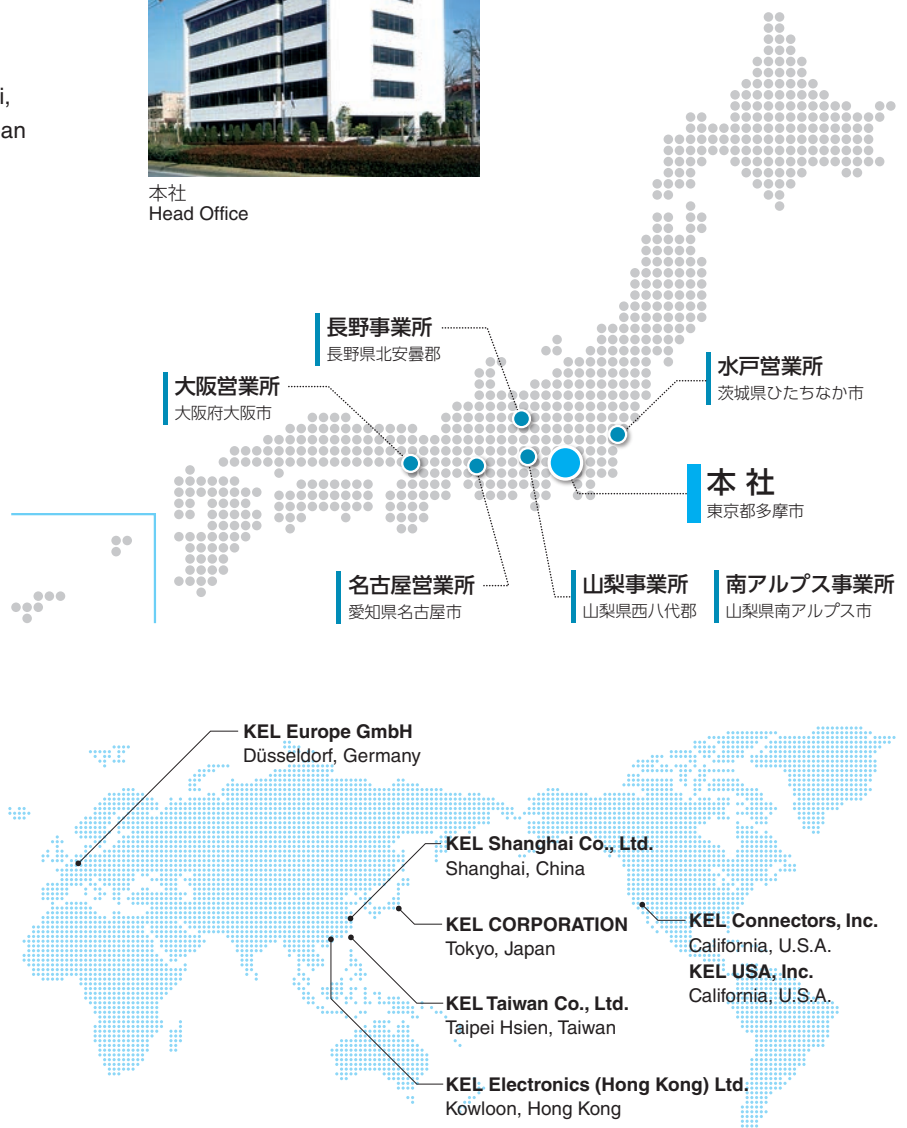 i,
an
本社
Head Office
長野事業所
長野県北安曇郡
大阪営業所
大阪府大阪市
水戸営業所
茨城県ひたちなか市
本 社
東京都多摩市
名古屋営業所
愛知県名古屋市
山梨事業所
山梨県西八代郡
南アルプス事業所
山梨県南アルプス市
KEL Europe GmbH
Düsseldorf, Germany
KEL Shanghai Co., Ltd.
Shanghai, China
KEL CORPORATION
Tokyo, Japan
KEL Connectors, Inc.
California, U.S.A.
KEL USA, Inc.
California, U.S.A.
KEL Taiwan Co., Ltd.
Taipei Hsien, Taiwan
KEL Electronics (Hong Kong) Ltd.
Kowloon, Hong Kong